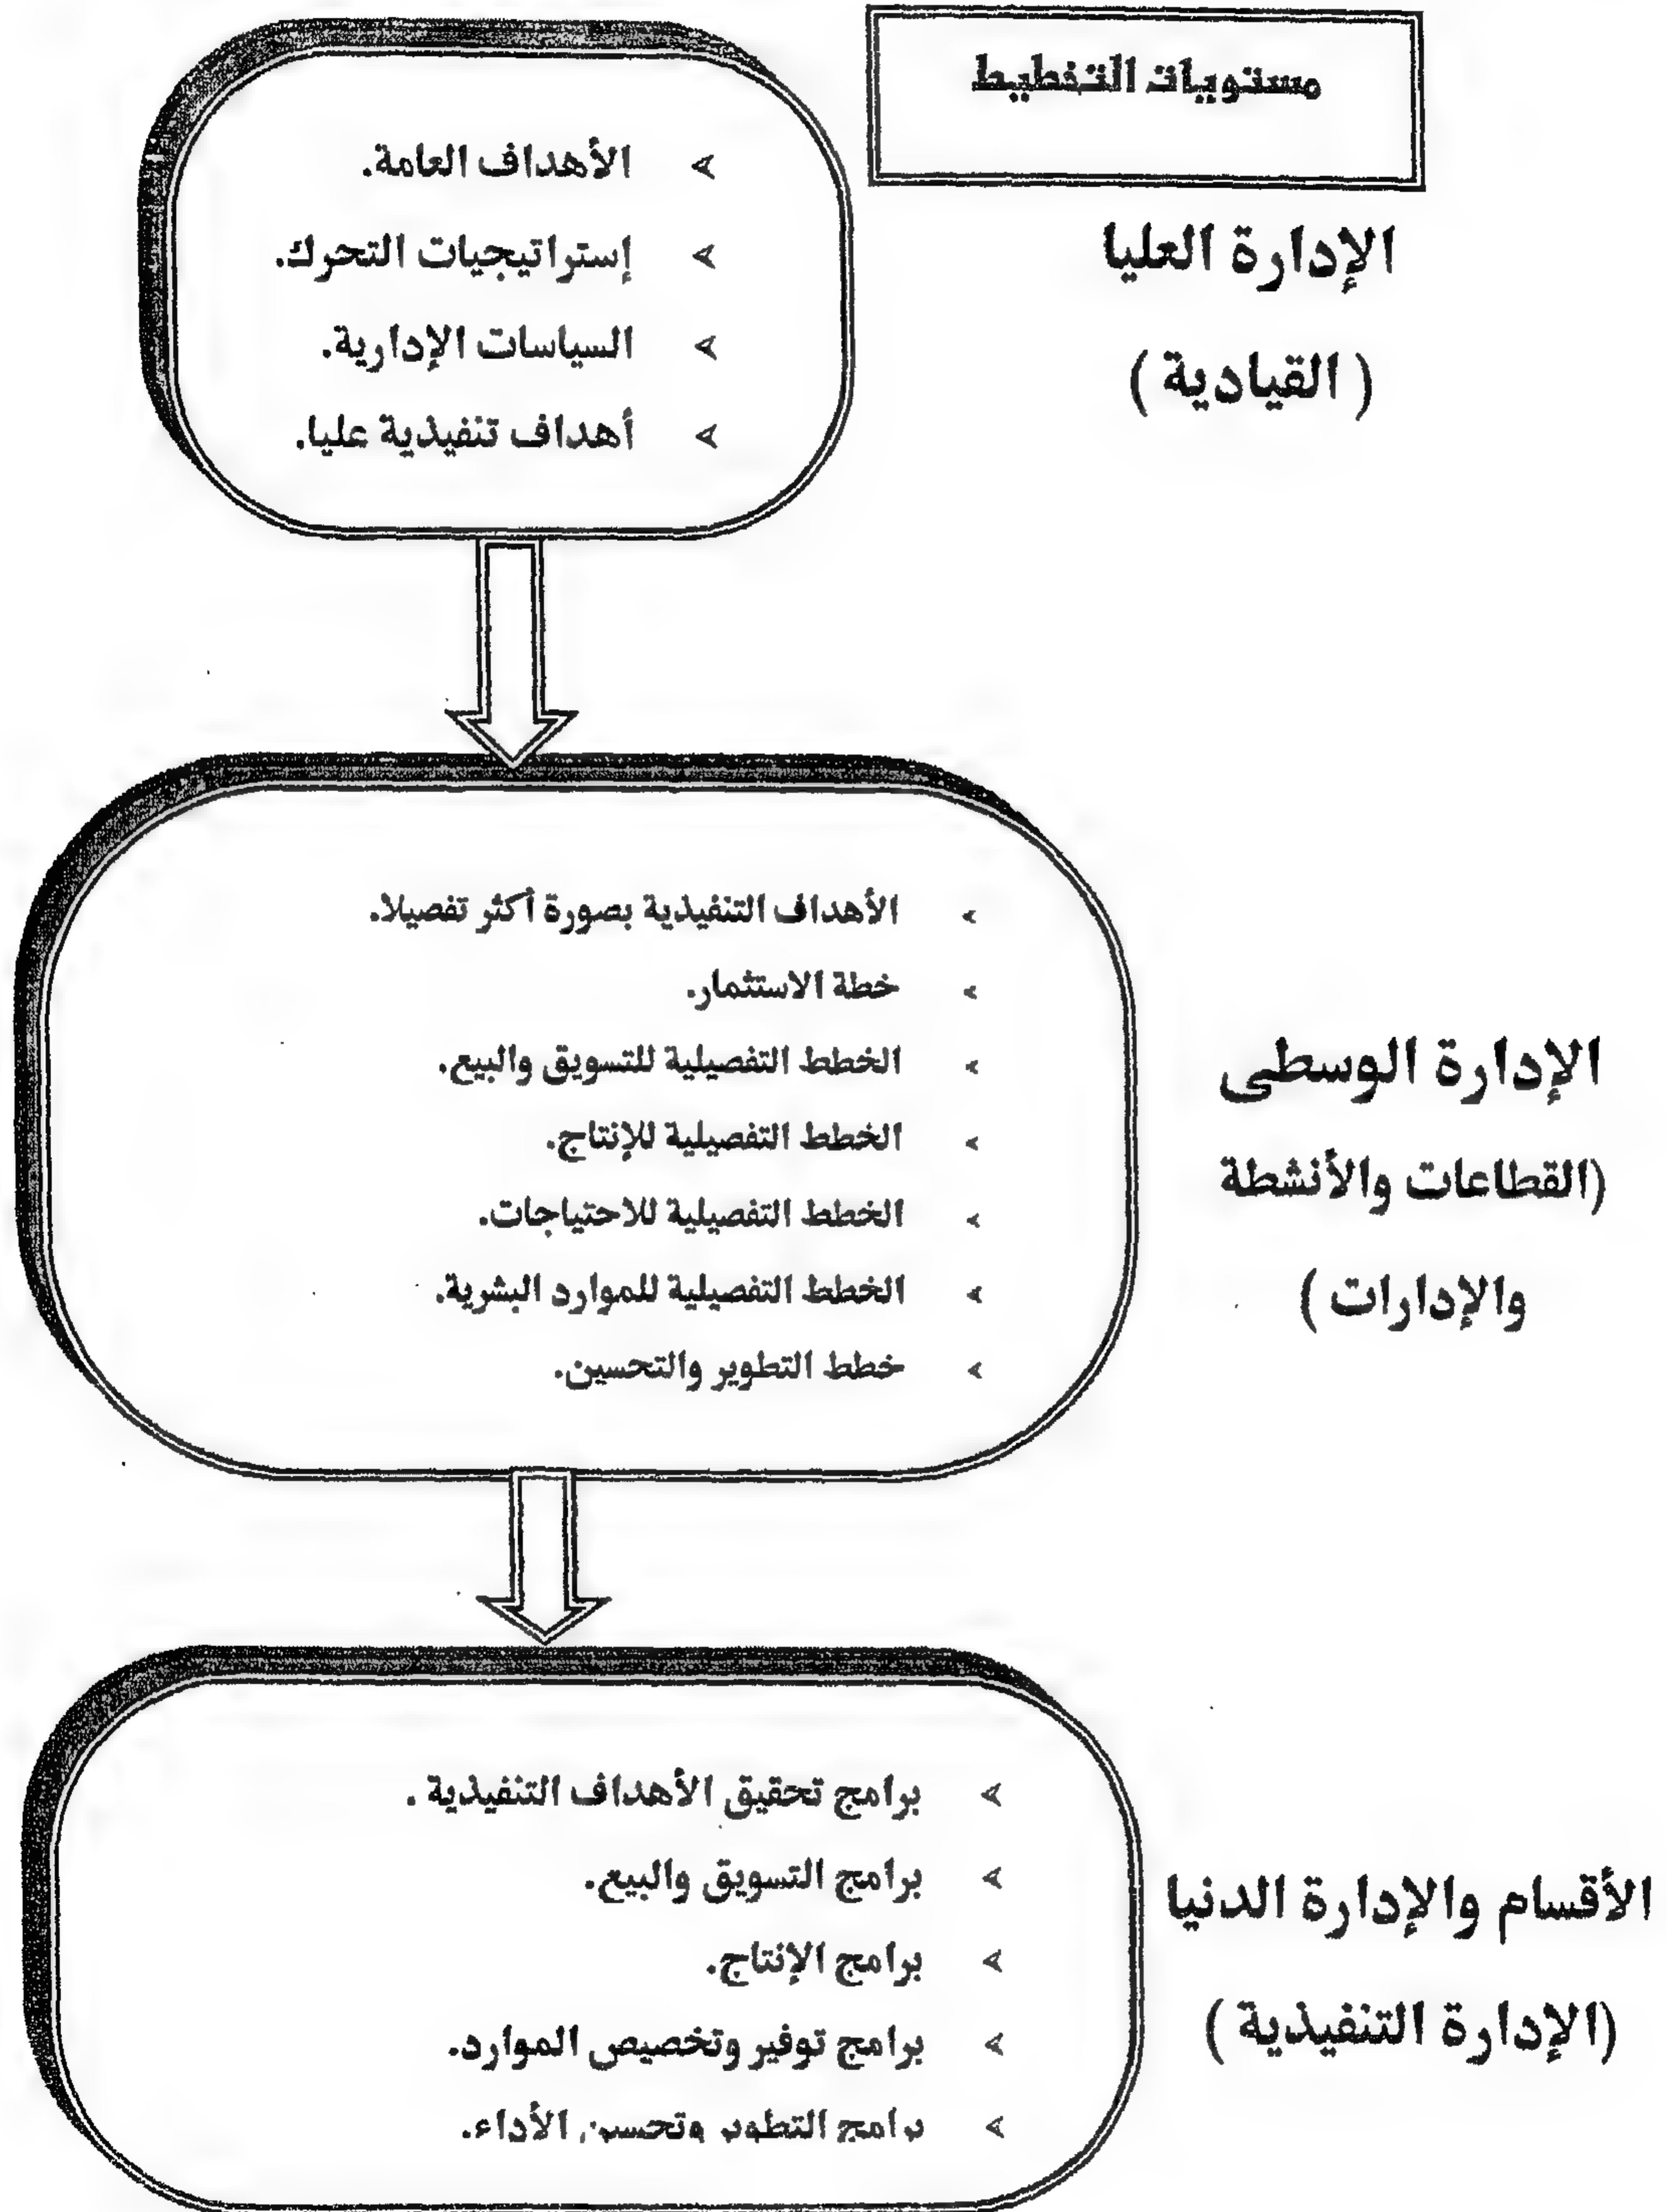 مستويات التخطيط
الإدارة العليا
( القيادية )
➢ الأهداف العامة.
➢ إستراتيجيات التحرك.
➢ السياسات الإدارية.
➢ أهداف تنفيذية عليا.
الإدارة الوسطى
(القطاعات والأنشطة
والإدارات )
➢ الأهداف التنفيذية بصورة أكثر تفصيلا.
➢ خطة الاستثمار.
➢ الخطط التفصيلية للتسويق والبيع.
➢ الخطط التفصيلية للإنتاج.
➢ الخطط التفصيلية للاحتياجات.
➢ الخطط التفصيلية للموارد البشرية.
➢ خطط التطوير والتحسين.
الأقسام والإدارة الدنيا
(الإدارة التنفيذية )
➢ برامج تحقيق الأهداف التنفيذية .
➢ برامج التسويق والبيع.
➢ برامج الإنتاج.
➢ برامج توفير وتخصيص الموارد.
➢ برامج التطوير وتحسين الأداء.